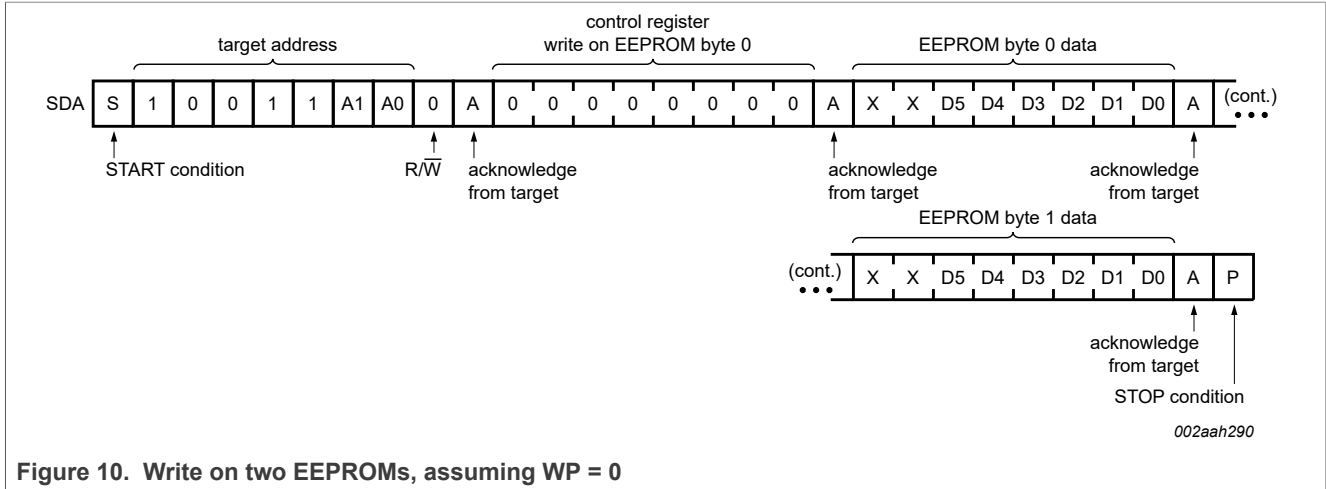 control register
target address
write on EEPROM byte 0
EEPROM byte 0 data
SDA S 1 0 0 1 1 A1 A0 0 A 0 0 0 0 0 0 0 0 A X X D5 D4 D3 D2 D1 D0 A (cont.) •••
START condition
R/W̅
acknowledge
from target
acknowledge
from target
acknowledge
from target
EEPROM byte 1 data
(cont.) ••• X X D5 D4 D3 D2 D1 D0 A P
acknowledge
from target
STOP condition
002aah290
Figure 10. Write on two EEPROMs, assuming WP = 0